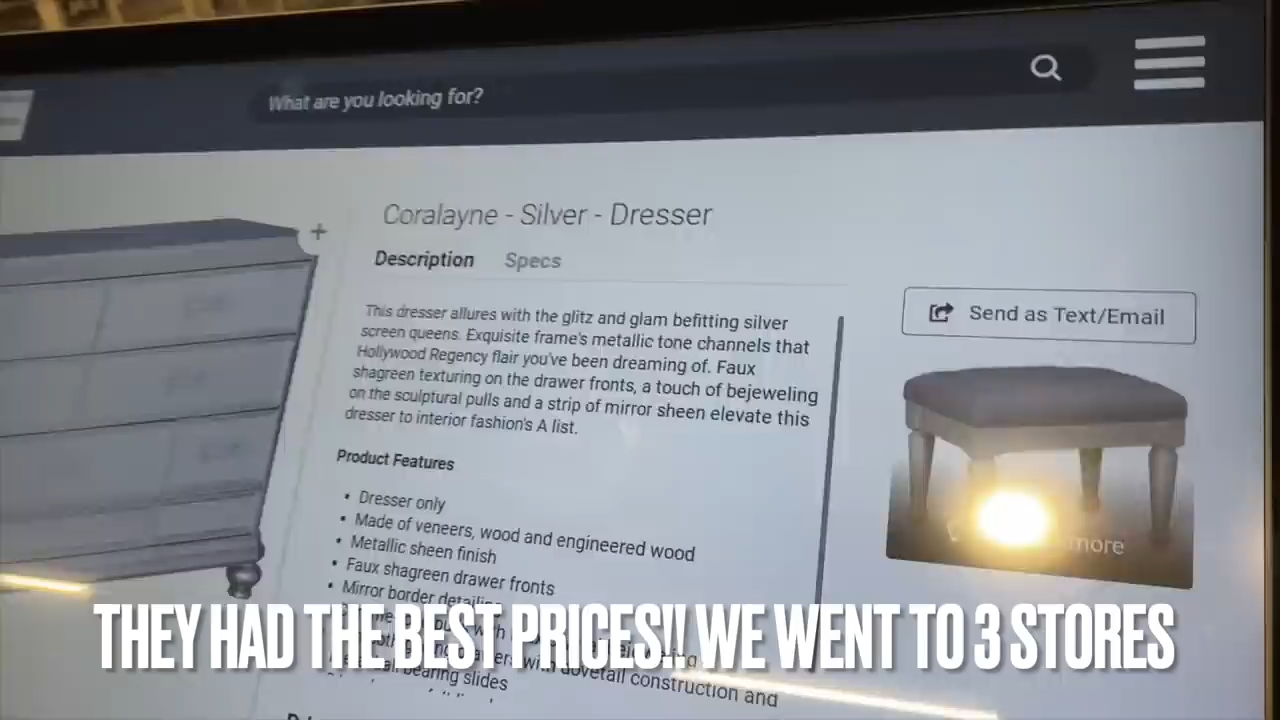 What are you looking for?
Coralayne - Silver - Dresser
Description Specs
This dresser allures with the glitz and glam befitting silver
screen queens. Exquisite frame's metallic tone channels that
Hollywood Regency flair you've been dreaming of. Faux
shagreen texturing on the drawer fronts, a touch of bejeweling
on the sculptural pulls and a strip of mirror sheen elevate this
dresser to interior fashion's A list.
Send as Text/Email
Product Features
• Dresser only
• Made of veneers, wood and engineered wood
• Metallic sheen finish
• Faux shagreen drawer fronts
• Mirror border detailing
with dovetail construction and
bearing slides
more
THEY HAD THE BEST PRICES!! WE WENT TO 3 STORES